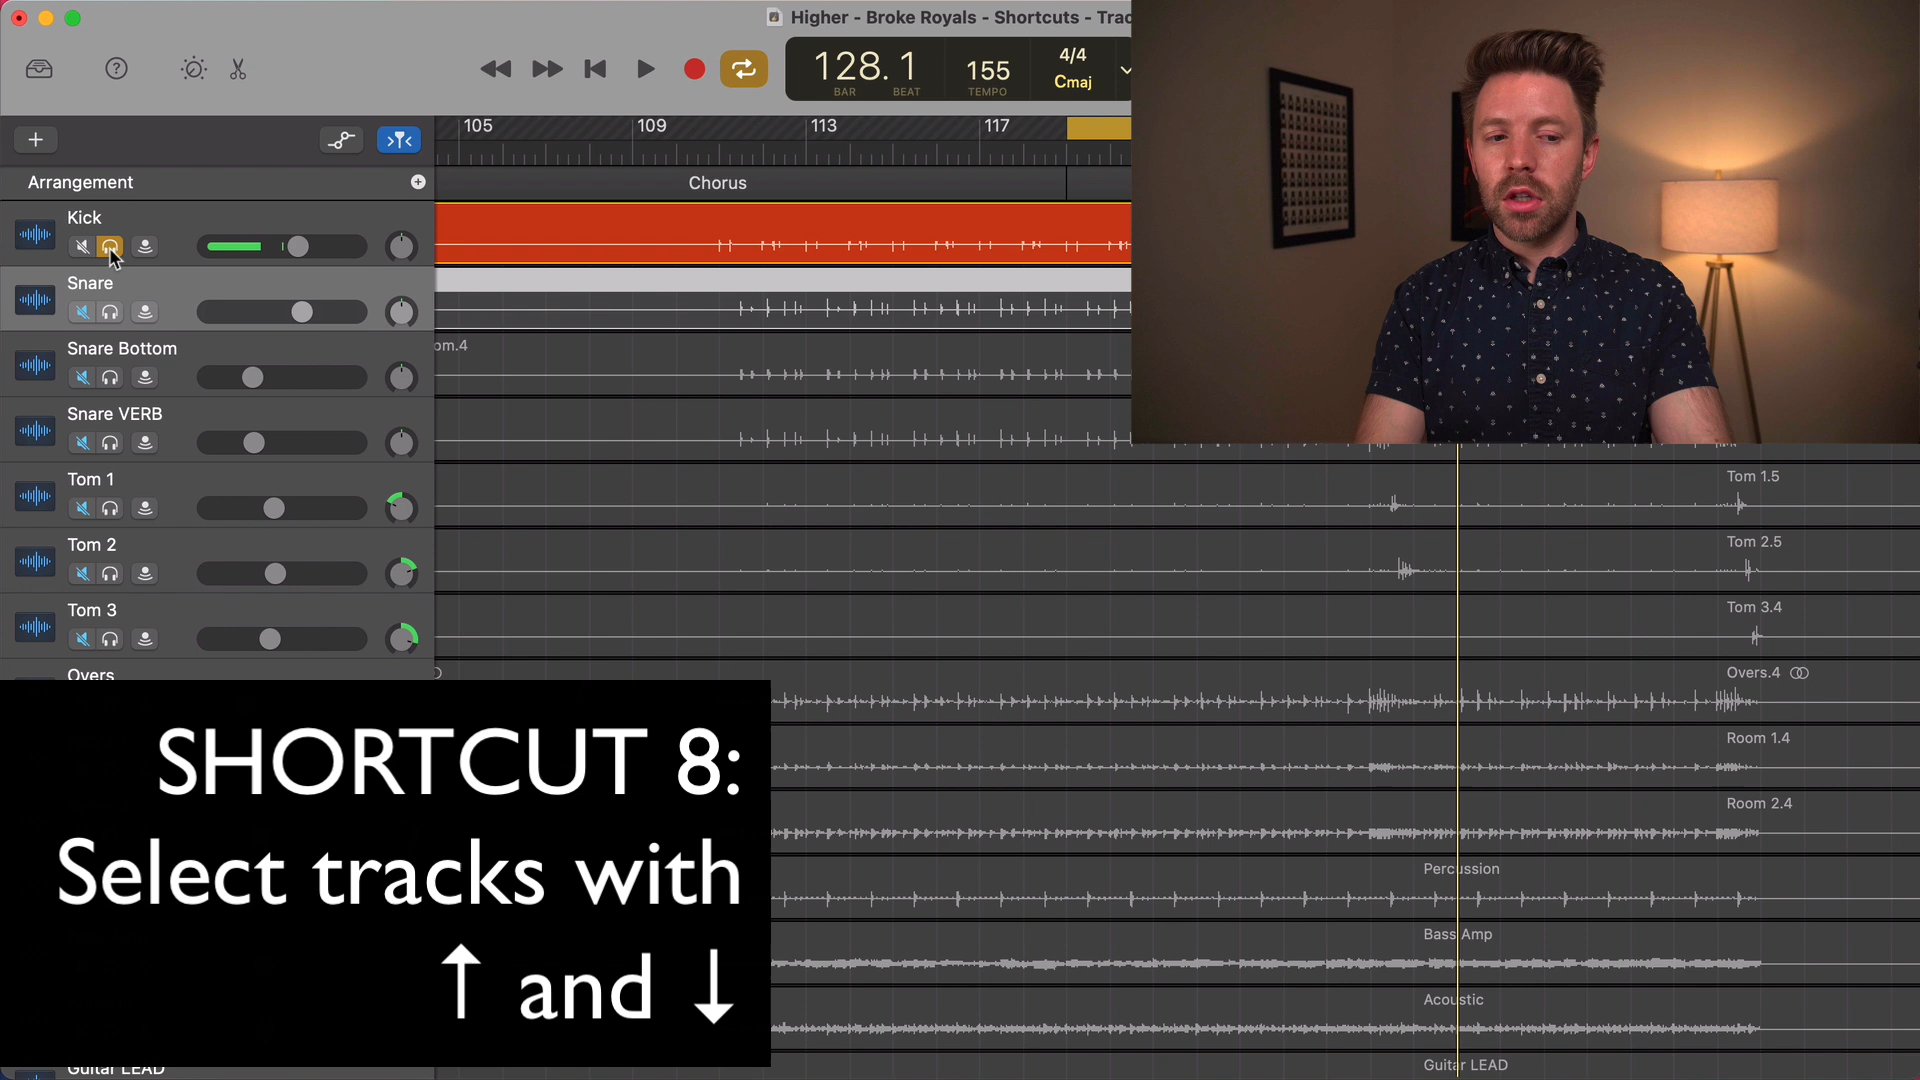 Higher - Broke Royals - Shortcuts - Trac
128.1
BAR
BEAT
155
TEMPO
4/4
Cmaj
105
109
113
117
Arrangement
Chorus
Kick
Snare
Snare Bottom
om.4
Snare VERB
Tom 1
Tom 1.5
Tom 2
Tom 2.5
Tom 3
Tom 3.4
Overs
Overs.4
Room 1.4
Room 2.4
Percussion
Bass Amp
Acoustic
Guitar LEAD
Guitar LEAD
SHORTCUT 8:
Select tracks with
↑ and ↓